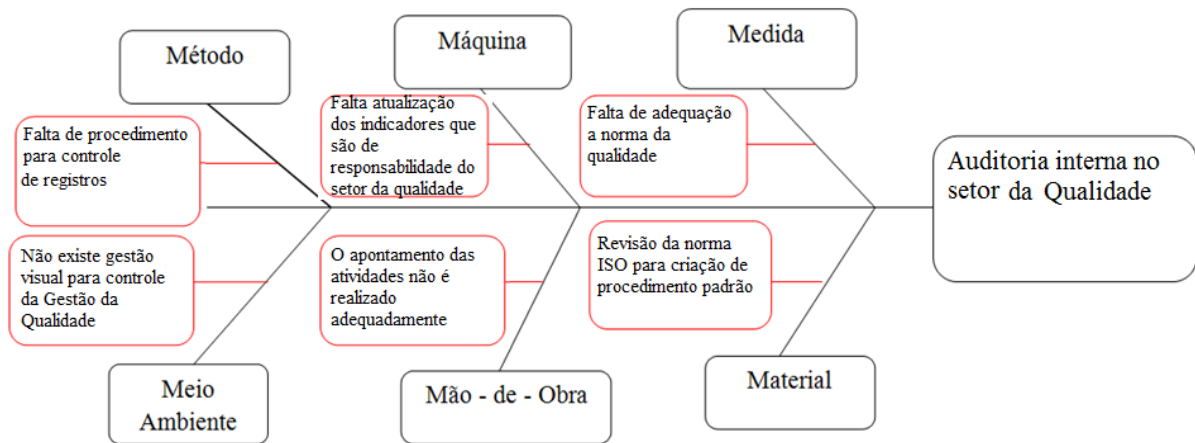 Método
Máquina
Medida
Falta de procedimento
para controle
de registros
Falta atualização
dos indicadores que
são de
responsabilidade do
setor da qualidade
Falta de adequação
a norma da
qualidade
Auditoria interna no
setor da Qualidade
Não existe gestão
visual para controle
da Gestão da
Qualidade
O apontamento das
atividades não é
realizado
adequadamente
Revisão da norma
ISO para criação de
procedimento padrão
Meio
Ambiente
Mão - de - Obra
Material